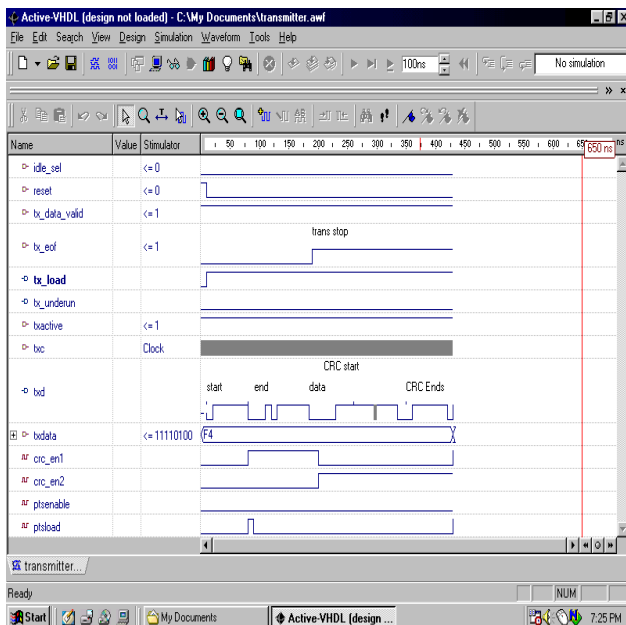 Active-VHDL (design not loaded) - C:\My Documents\transmitter.awf
File Edit Search View Design Simulation Waveform Tools Help
100ns No simulation
Name Value Stimulator 50 100 150 200 250 300 350 400 450 500 550 600 650 ns ns
idle_sel <= 0
reset <= 0
tx_data_valid <= 1
trans stop
tx_eof <= 1
tx_load
tx_underun
txactive <= 1
txc Clock
CRC start
start end data CRC Ends
txd
txdata <= 11110100 F4
crc_en1
crc_en2
ptsenable
ptsload
transmitter...
Ready NUM
Start My Documents Active-VHDL (design ... 7:25 PM